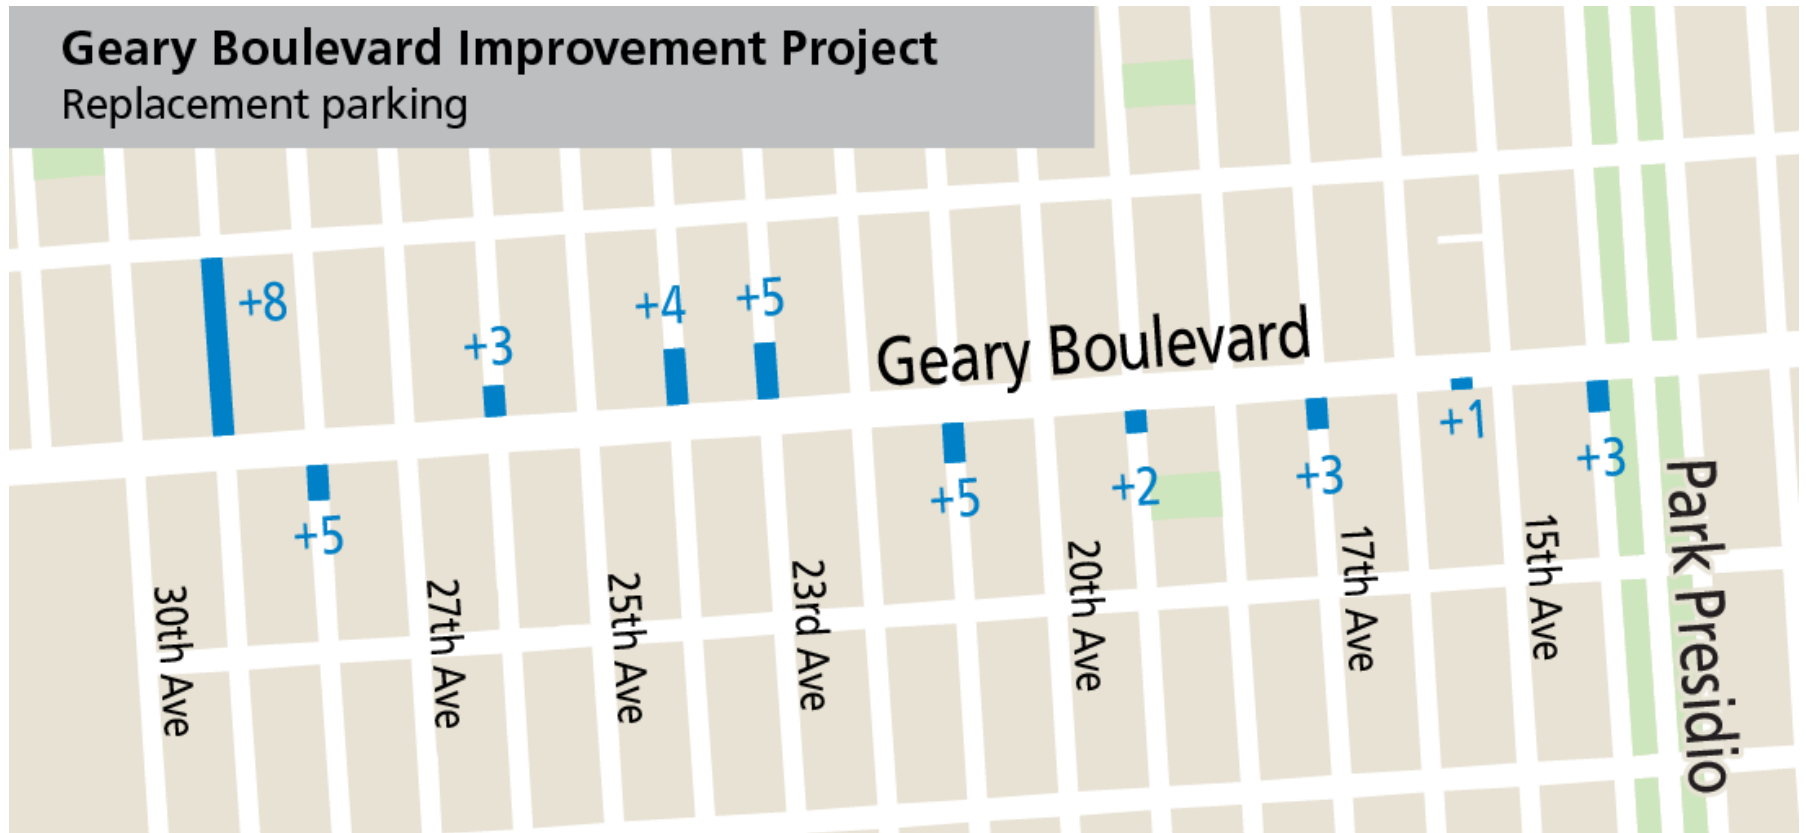 Geary Boulevard Improvement Project
Replacement parking
+8
+3
+4
+5
Geary Boulevard
+5
+5
+2
+3
+1
+3
30th Ave
27th Ave
25th Ave
23rd Ave
20th Ave
17th Ave
15th Ave
Park Presidio